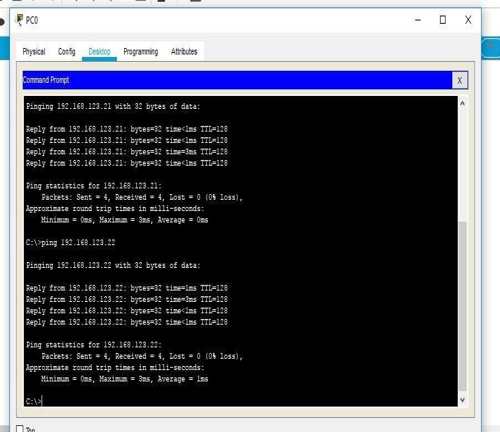 PC0
Physical Config Desktop Programming Attributes
Command Prompt
X
Pinging 192.168.123.21 with 32 bytes of data:
Reply from 192.168.123.21: bytes=32 time<1ms TTL=128
Reply from 192.168.123.21: bytes=32 time<1ms TTL=128
Reply from 192.168.123.21: bytes=32 time=3ms TTL=128
Reply from 192.168.123.21: bytes=32 time<1ms TTL=128
Ping statistics for 192.168.123.21:
Packets: Sent = 4, Received = 4, Lost = 0 (0% loss),
Approximate round trip times in milli-seconds:
Minimum = 0ms, Maximum = 3ms, Average = 0ms
C:\>ping 192.168.123.22
Pinging 192.168.123.22 with 32 bytes of data:
Reply from 192.168.123.22: bytes=32 time=1ms TTL=128
Reply from 192.168.123.22: bytes=32 time=3ms TTL=128
Reply from 192.168.123.22: bytes=32 time<1ms TTL=128
Reply from 192.168.123.22: bytes=32 time<1ms TTL=128
Ping statistics for 192.168.123.22:
Packets: Sent = 4, Received = 4, Lost = 0 (0% loss),
Approximate round trip times in milli-seconds:
Minimum = 0ms, Maximum = 3ms, Average = 1ms
C:\>